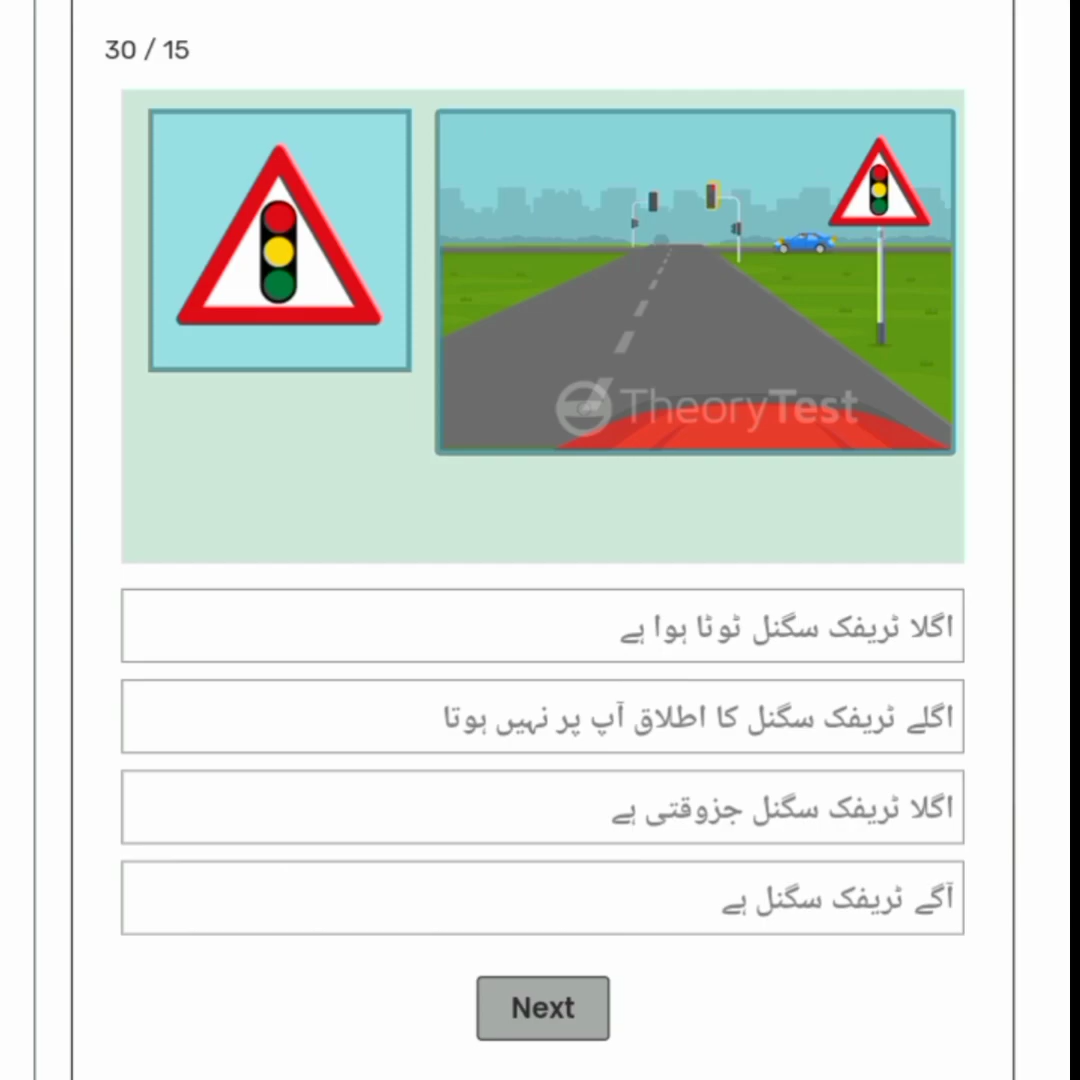 30 / 15
TheoryTest
اگلا ٹریفک سگنل ٹوٹا ہوا ہے
اگلے ٹریفک سگنل کا اطلاق آپ پر نہیں ہوتا
اگلا ٹریفک سگنل جزوقتی ہے
آگے ٹریفک سگنل ہے
Next